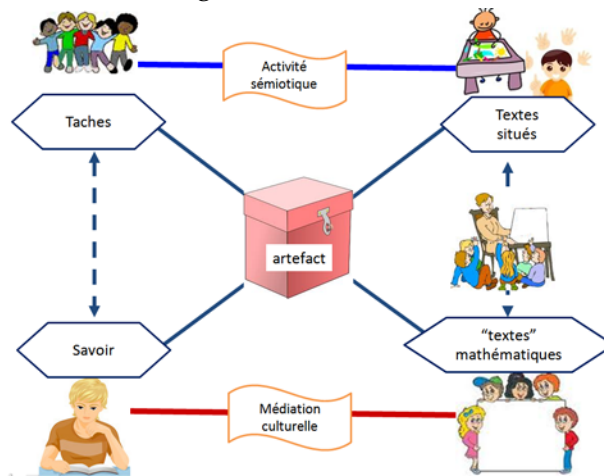 Activité
sémiotique
Taches
Textes
situés
artefact
Savoir
"textes"
mathématiques
Médiation
culturelle